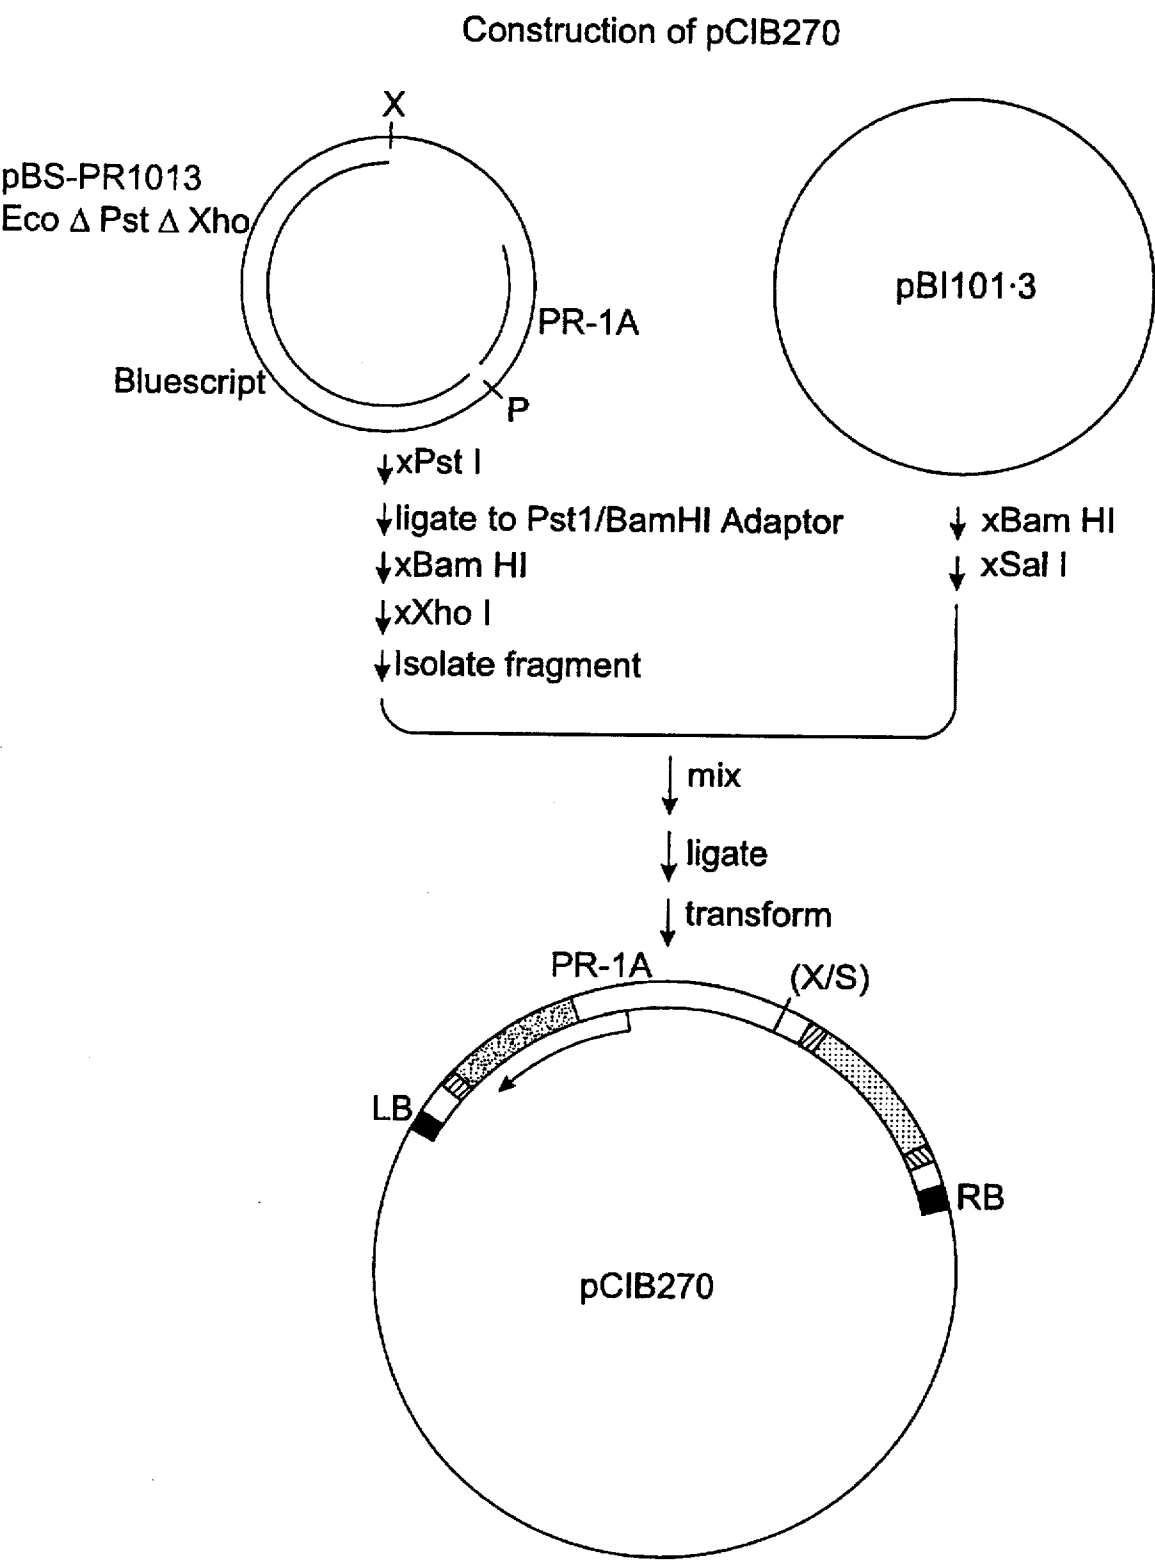 Construction of pCIB270
X
pBS-PR1013
Eco Δ Pst Δ Xho
PR-1A
Bluescript
P
pBI101·3
xPst I
ligate to Pst1/BamHI Adaptor
xBam HI
xXho I
Isolate fragment
xBam HI
xSal I
mix
ligate
transform
PR-1A
(X/S)
LB
RB
pCIB270